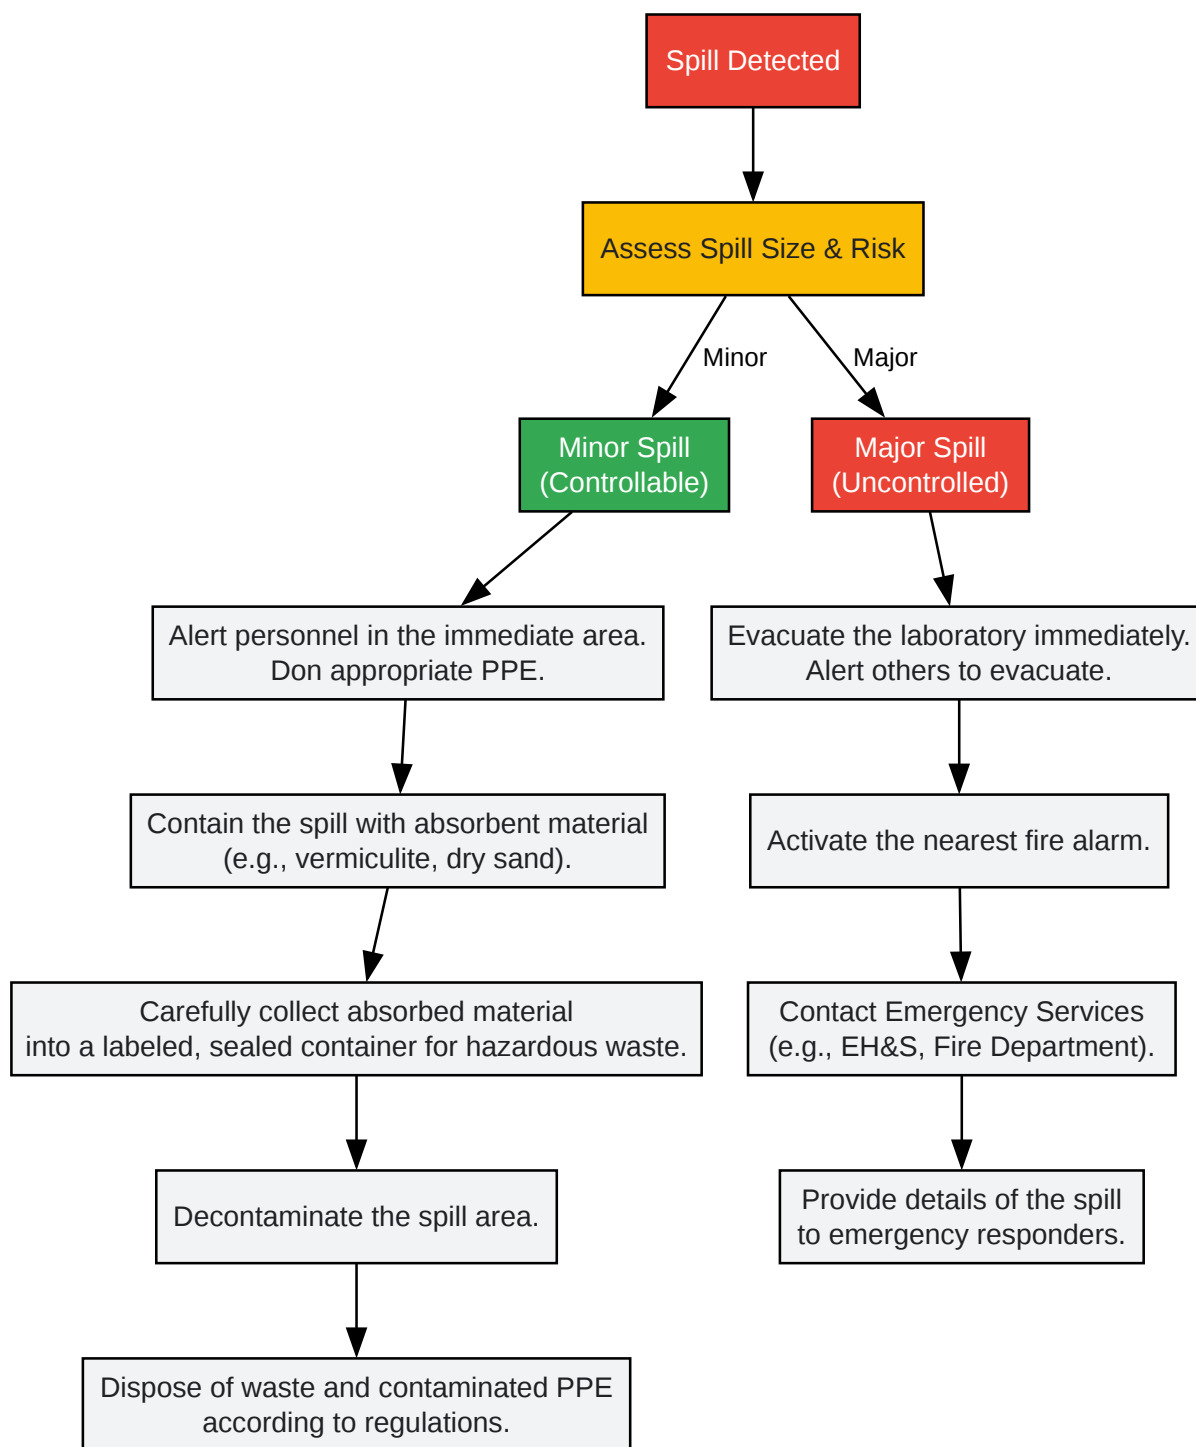 Spill Detected
Assess Spill Size & Risk
Minor
Major
Minor Spill
(Controllable)
Major Spill
(Uncontrolled)
Alert personnel in the immediate area.
Don appropriate PPE.
Evacuate the laboratory immediately.
Alert others to evacuate.
Contain the spill with absorbent material
(e.g., vermiculite, dry sand).
Activate the nearest fire alarm.
Carefully collect absorbed material
into a labeled, sealed container for hazardous waste.
Contact Emergency Services
(e.g., EH&S, Fire Department).
Decontaminate the spill area.
Provide details of the spill
to emergency responders.
Dispose of waste and contaminated PPE
according to regulations.